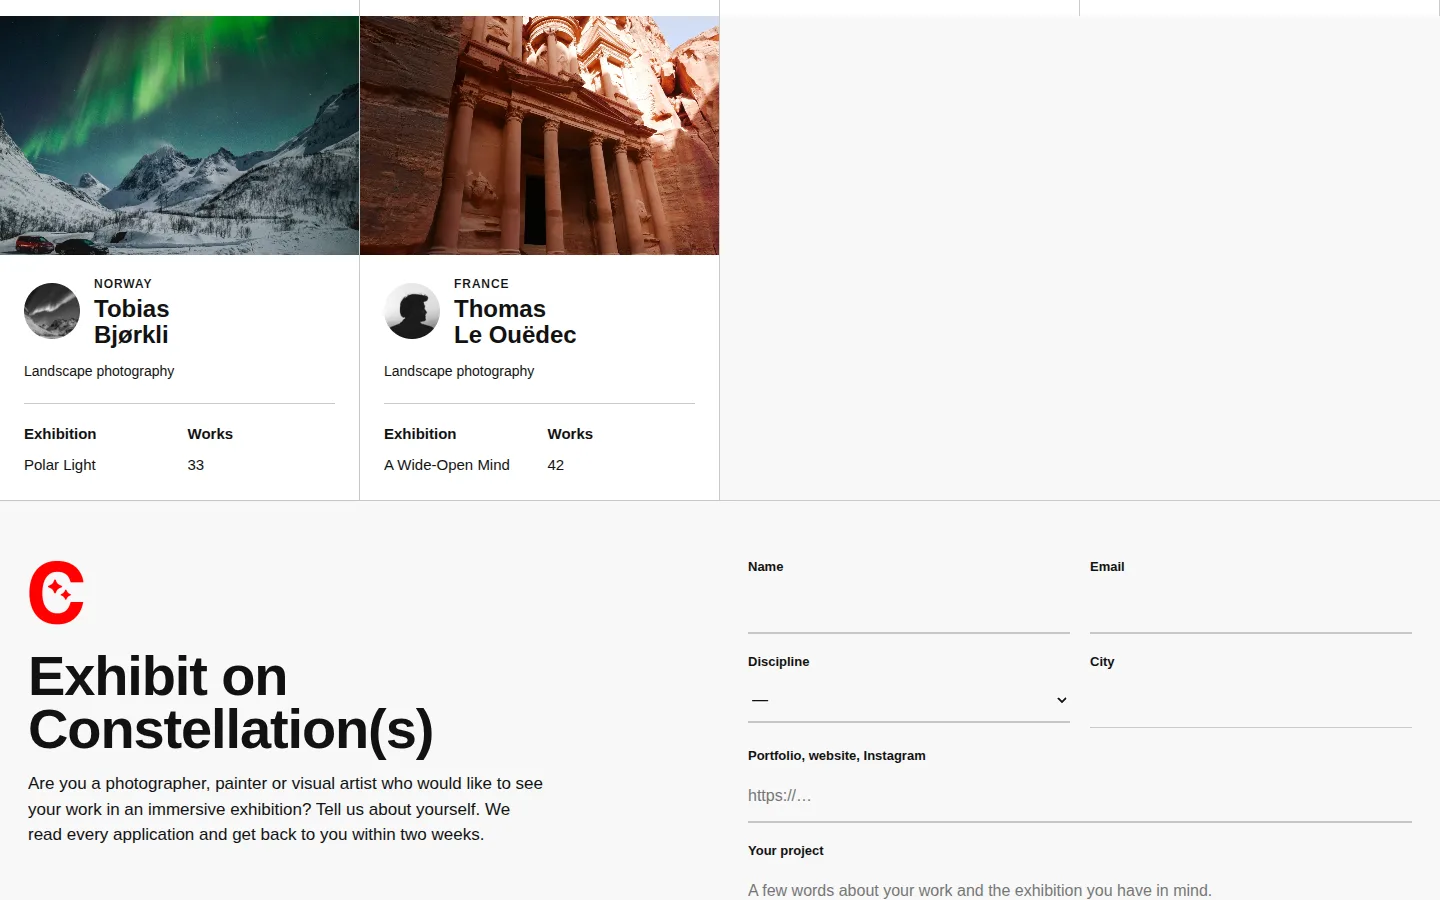 NORWAY
Tobias
Bjørkli
Landscape photography
Exhibition Works
Polar Light 33
FRANCE
Thomas
Le Ouëdec
Landscape photography
Exhibition Works
A Wide-Open Mind 42
C
Exhibit on
Constellation(s)
Are you a photographer, painter or visual artist who would like to see
your work in an immersive exhibition? Tell us about yourself. We
read every application and get back to you within two weeks.
Name Email
Discipline City
—
Portfolio, website, Instagram
https://…
Your project
A few words about your work and the exhibition you have in mind.